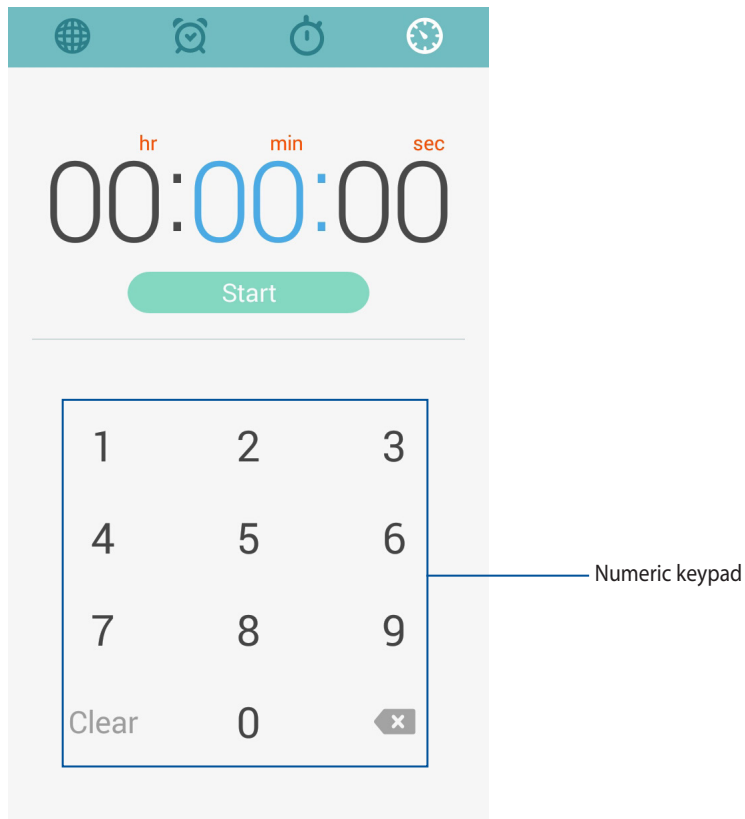 hr min sec
00:00:00
Start
1 2 3
4 5 6
Numeric keypad
7 8 9
Clear 0